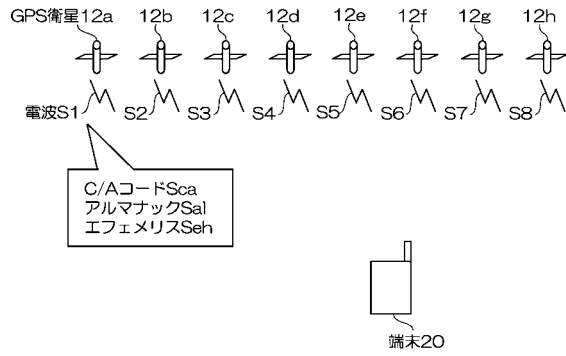 GPS衛星12a 12b 12c 12d 12e 12f 12g 12h
電波S1 S2 S3 S4 S5 S6 S7 S8
C/AコードSca
アルマナックSal
エフェメリスSeh
端末20